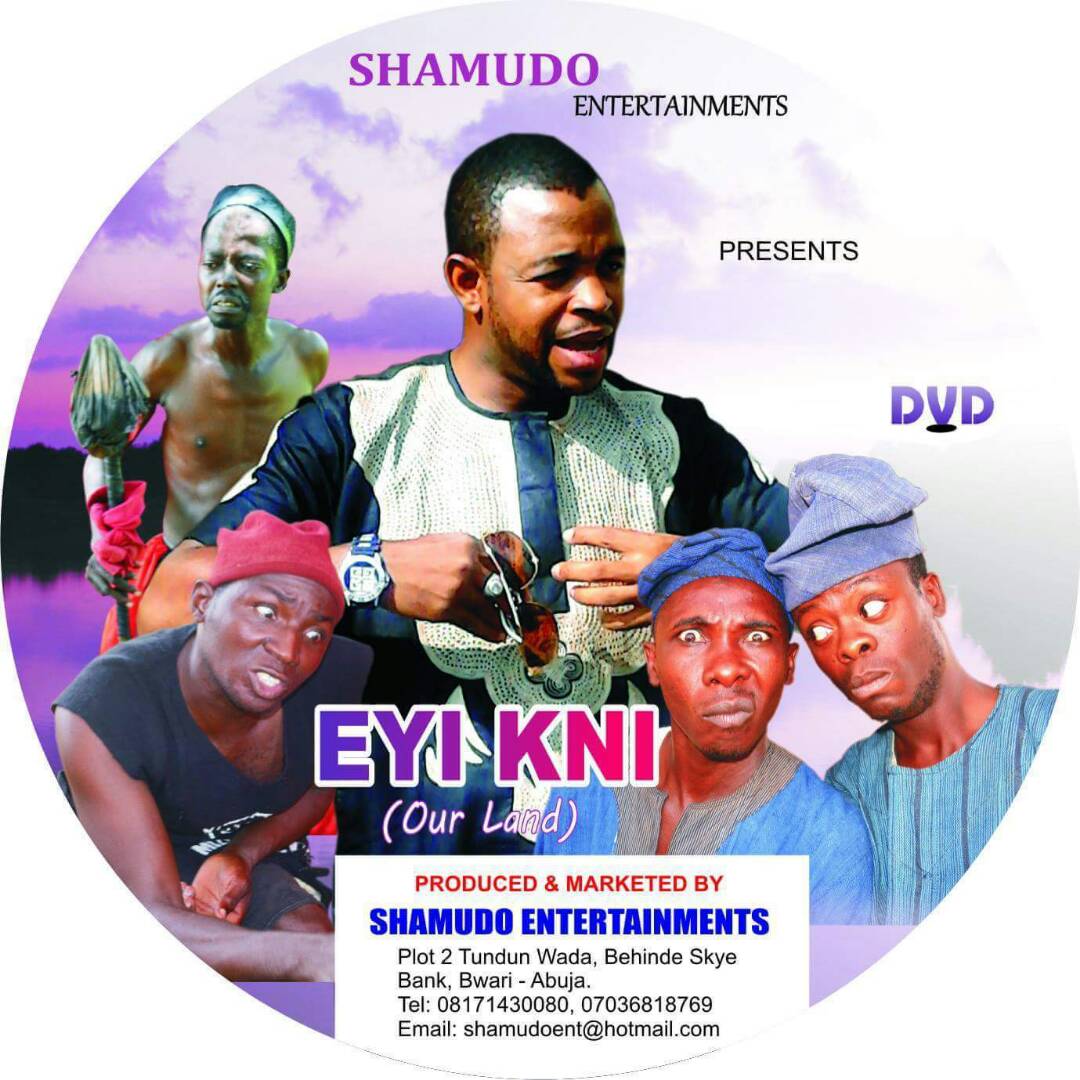 SHAMUDO
ENTERTAINMENTS
PRESENTS
DVD
EYI KNI
(Our Land)
PRODUCED & MARKETED BY
SHAMUDO ENTERTAINMENTS
Plot 2 Tundun Wada, Behinde Skye
Bank, Bwari - Abuja.
Tel: 08171430080, 07036818769
Email: shamudoent@hotmail.com